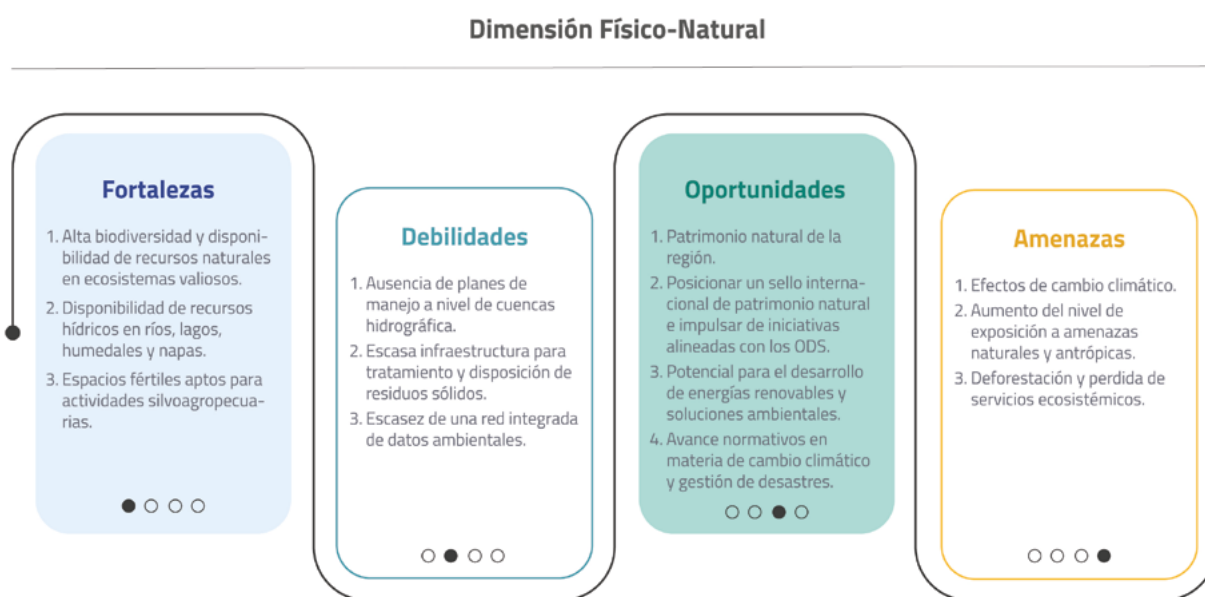 Dimensión Físico-Natural
Fortalezas
1. Alta biodiversidad y disponi-
bilidad de recursos naturales
en ecosistemas valiosos.
2. Disponibilidad de recursos
hídricos en ríos, lagos,
humedales y napas.
3. Espacios fértiles aptos para
actividades silvoagropecua-
rias.
Debilidades
1. Ausencia de planes de
manejo a nivel de cuencas
hidrográfica.
2. Escasa infraestructura para
tratamiento y disposición de
residuos sólidos.
3. Escasez de una red integrada
de datos ambientales.
Oportunidades
1. Patrimonio natural de la
región.
2. Posicionar un sello interna-
cional de patrimonio natural
e impulsar de iniciativas
alineadas con los ODS.
3. Potencial para el desarrollo
de energías renovables y
soluciones ambientales.
4. Avance normativos en
materia de cambio climático
y gestión de desastres.
Amenazas
1. Efectos de cambio climático.
2. Aumento del nivel de
exposición a amenazas
naturales y antrópicas.
3. Deforestación y perdida de
servicios ecosistémicos.